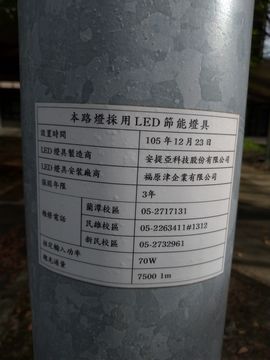 本路燈採用LED節能燈具
設置時間 105年12月23日
LED燈具製造商 安提亞科技股份有限公司
LED燈具安裝廠商 福原津企業有限公司
保固年限 3年
維修電話
蘭潭校區 05-2717131
民雄校區 05-2263411#1312
新民校區 05-2732961
額定輸入功率 70W
總光通量 7500 lm